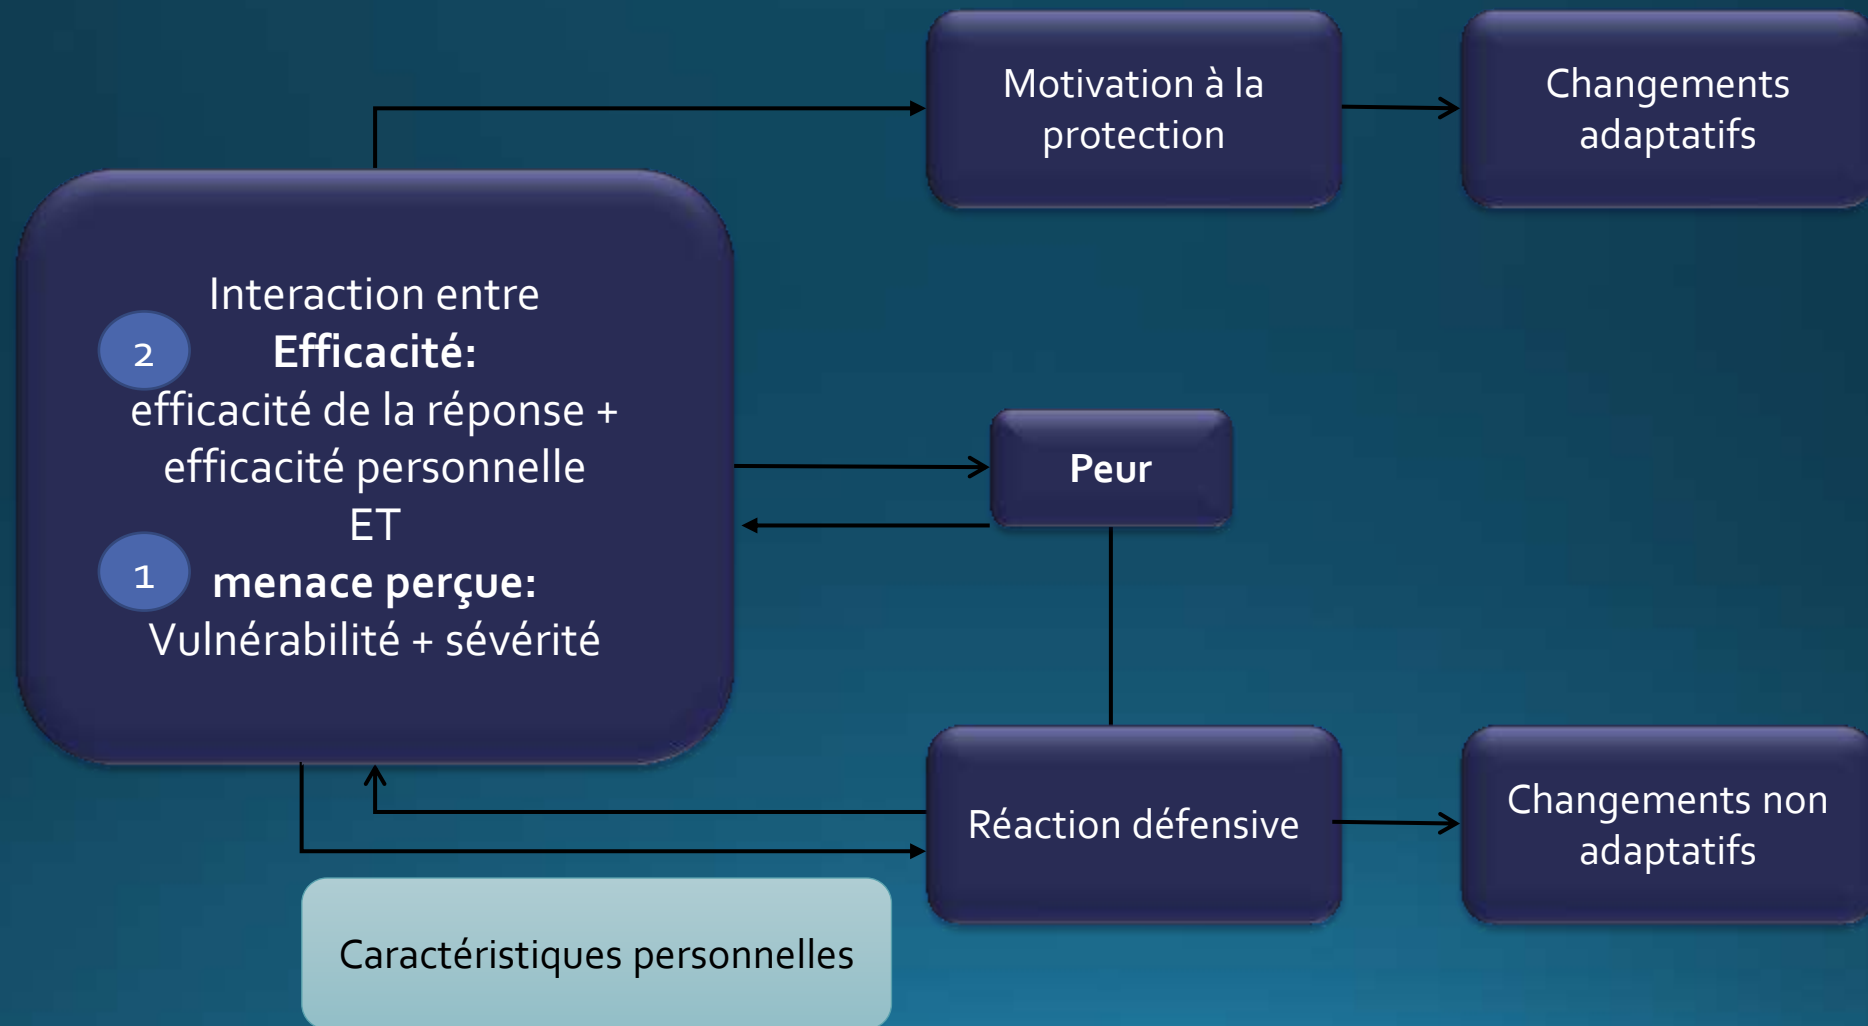 Motivation à la
protection
Changements
adaptatifs
Interaction entre
2
Efficacité:
efficacité de la réponse +
efficacité personnelle
ET
1
menace perçue:
Vulnérabilité + sévérité
Peur
Réaction défensive
Changements non
adaptatifs
Caractéristiques personnelles